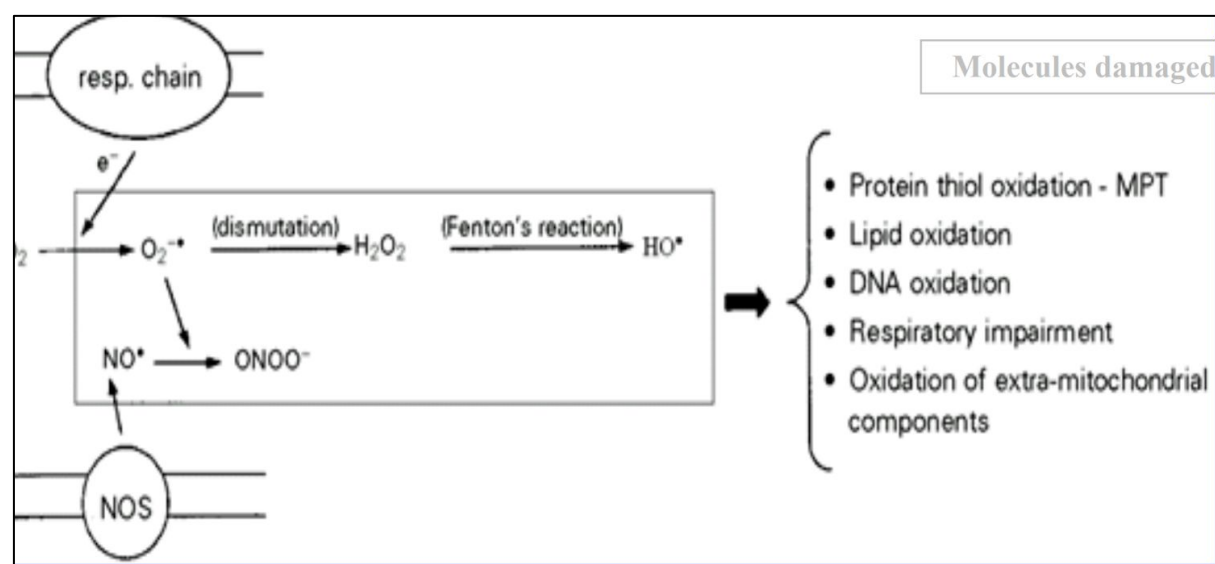 resp. chain
Molecules damaged
e⁻
• Protein thiol oxidation - MPT
(dismutation)
(Fenton's reaction)
O₂⁻•
H₂O₂
HO•
• Lipid oxidation
• DNA oxidation
• Respiratory impairment
NO•
ONOO⁻
• Oxidation of extra-mitochondrial
components
NOS